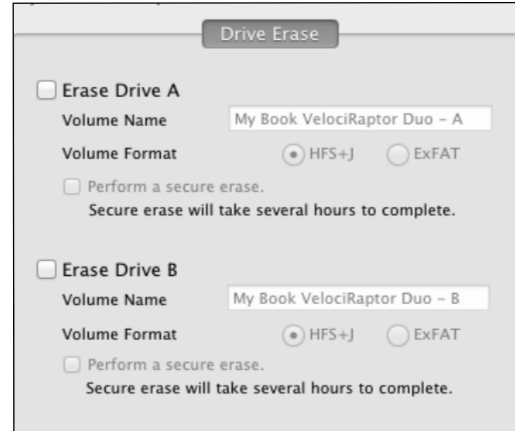 Drive Erase
Erase Drive A
Volume Name My Book VelociRaptor Duo – A
Volume Format HFS+J ExFAT
Perform a secure erase.
Secure erase will take several hours to complete.
Erase Drive B
Volume Name My Book VelociRaptor Duo – B
Volume Format HFS+J ExFAT
Perform a secure erase.
Secure erase will take several hours to complete.